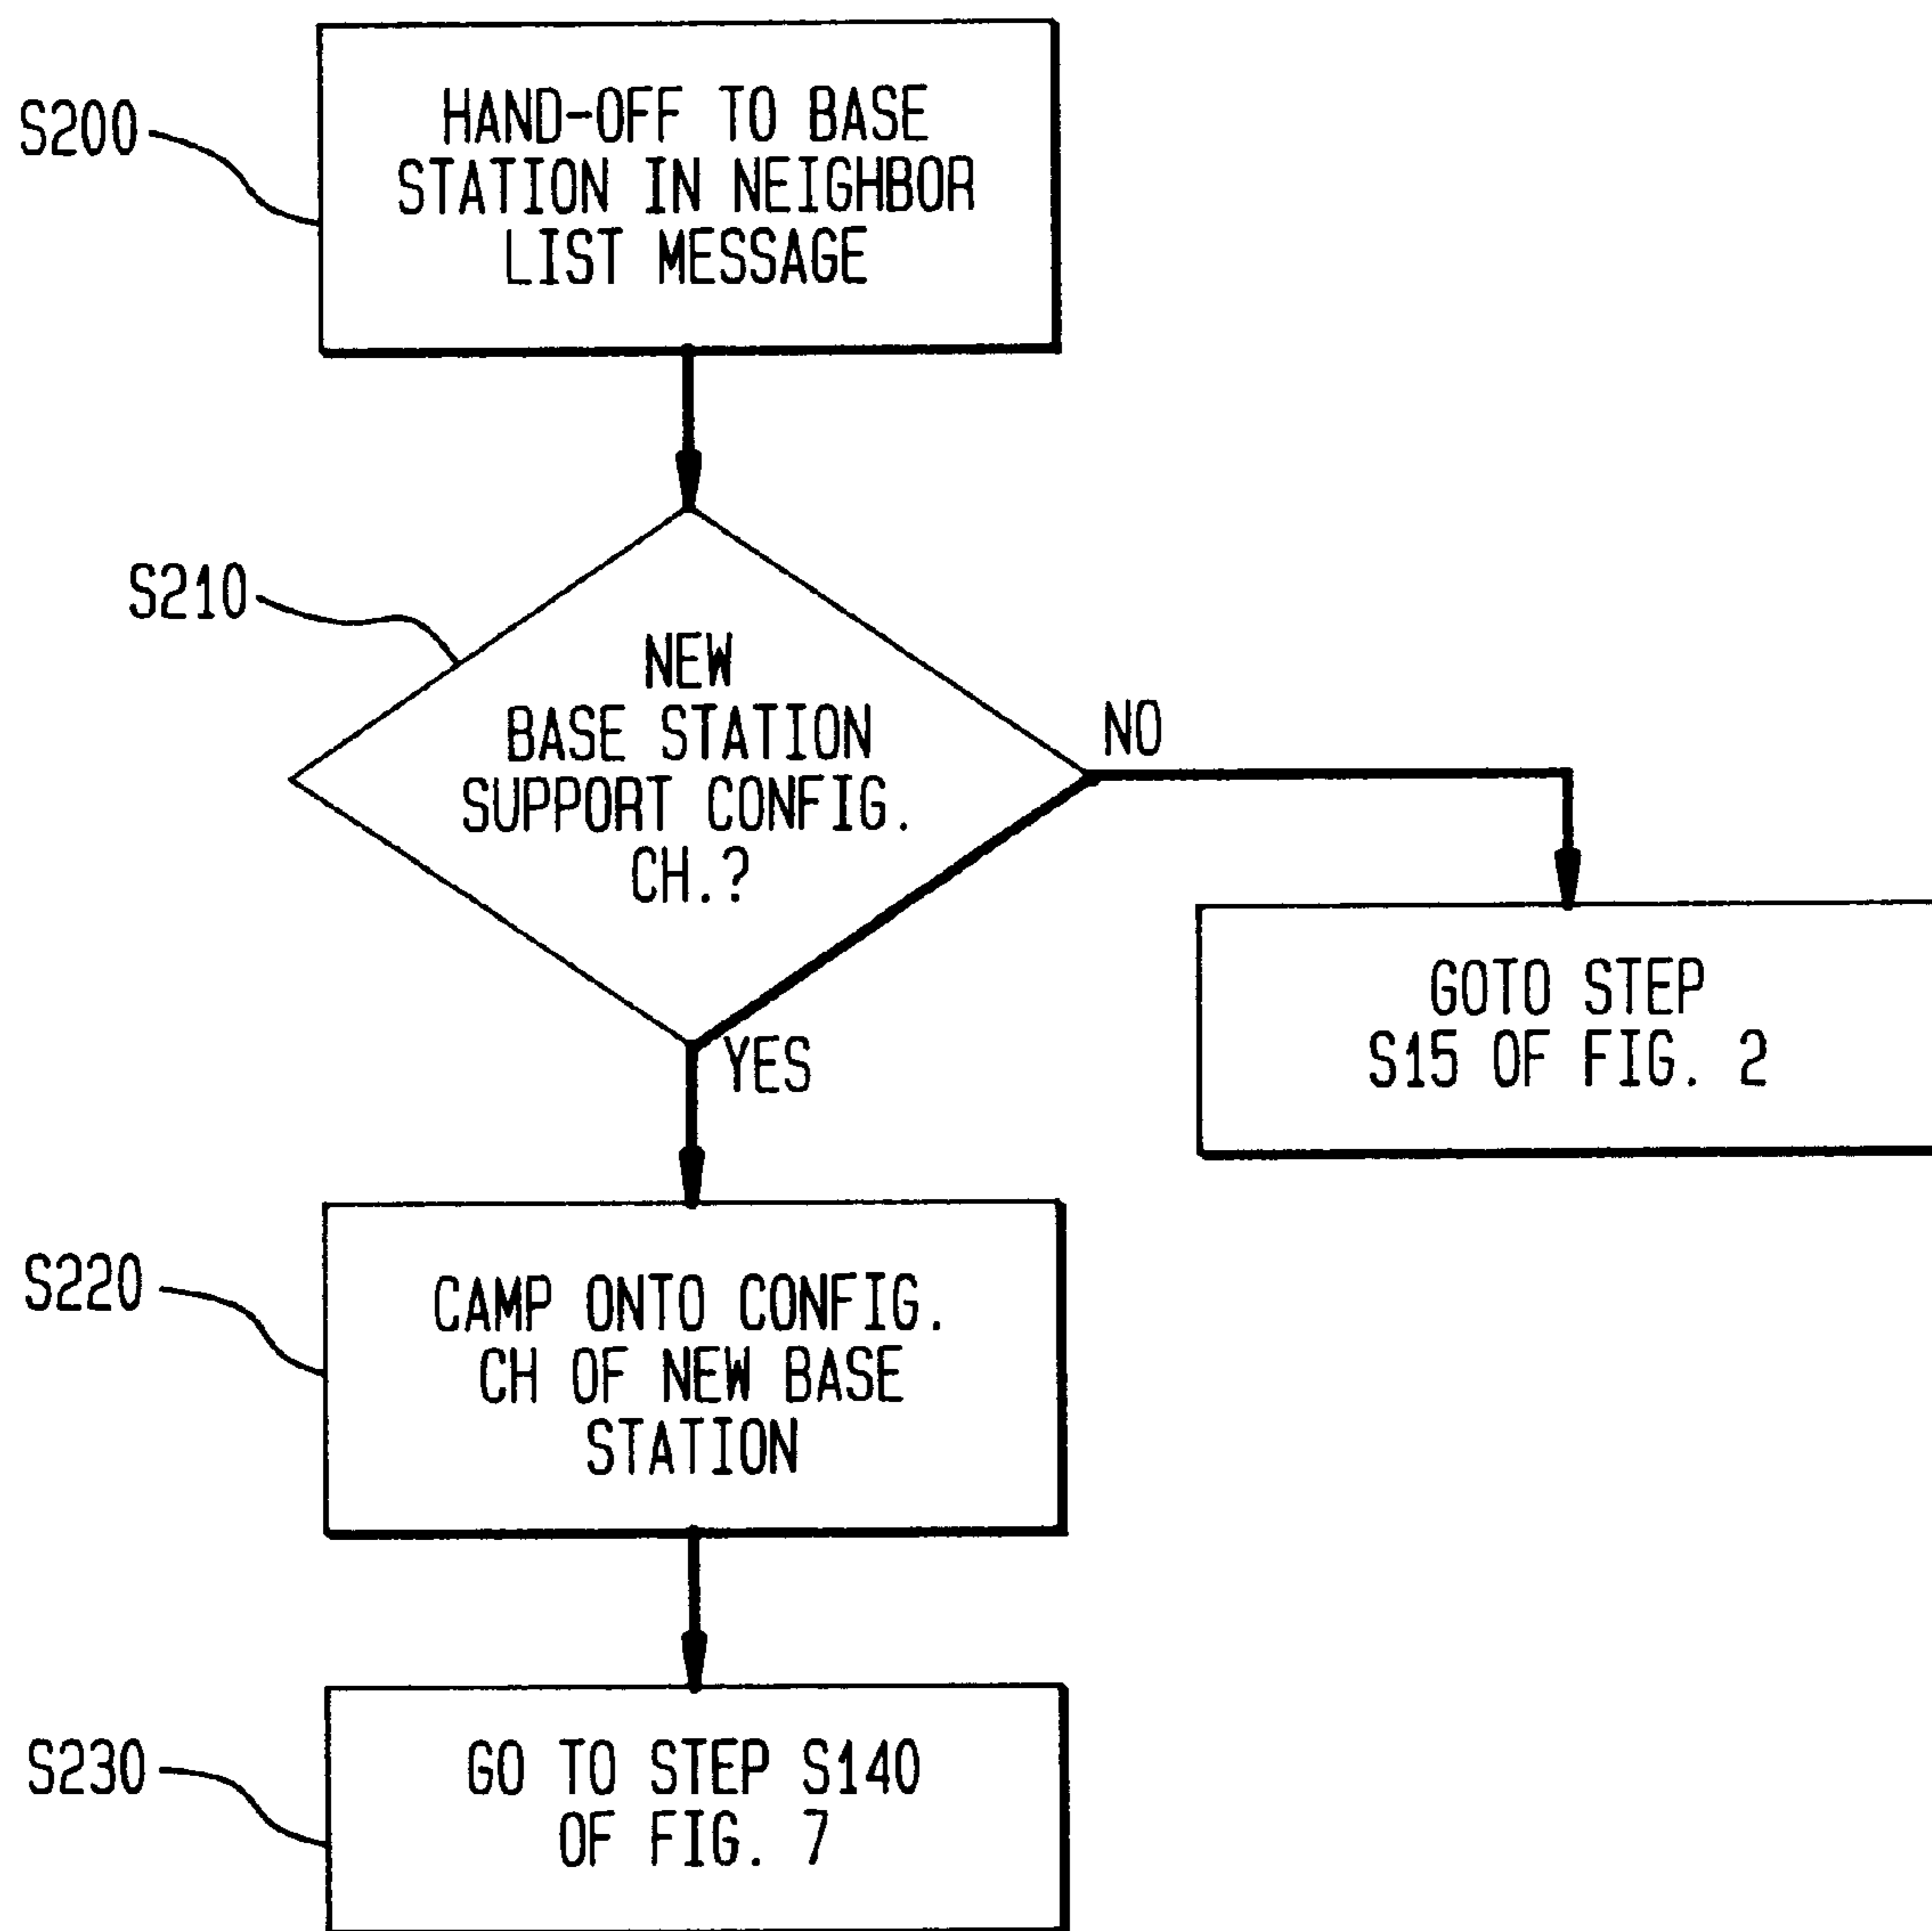 S200
HAND-OFF TO BASE
STATION IN NEIGHBOR
LIST MESSAGE
S210
NEW
BASE STATION
SUPPORT CONFIG.
CH.?
NO
YES
GOTO STEP
S15 OF FIG. 2
S220
CAMP ONTO CONFIG.
CH OF NEW BASE
STATION
S230
GO TO STEP S140
OF FIG. 7